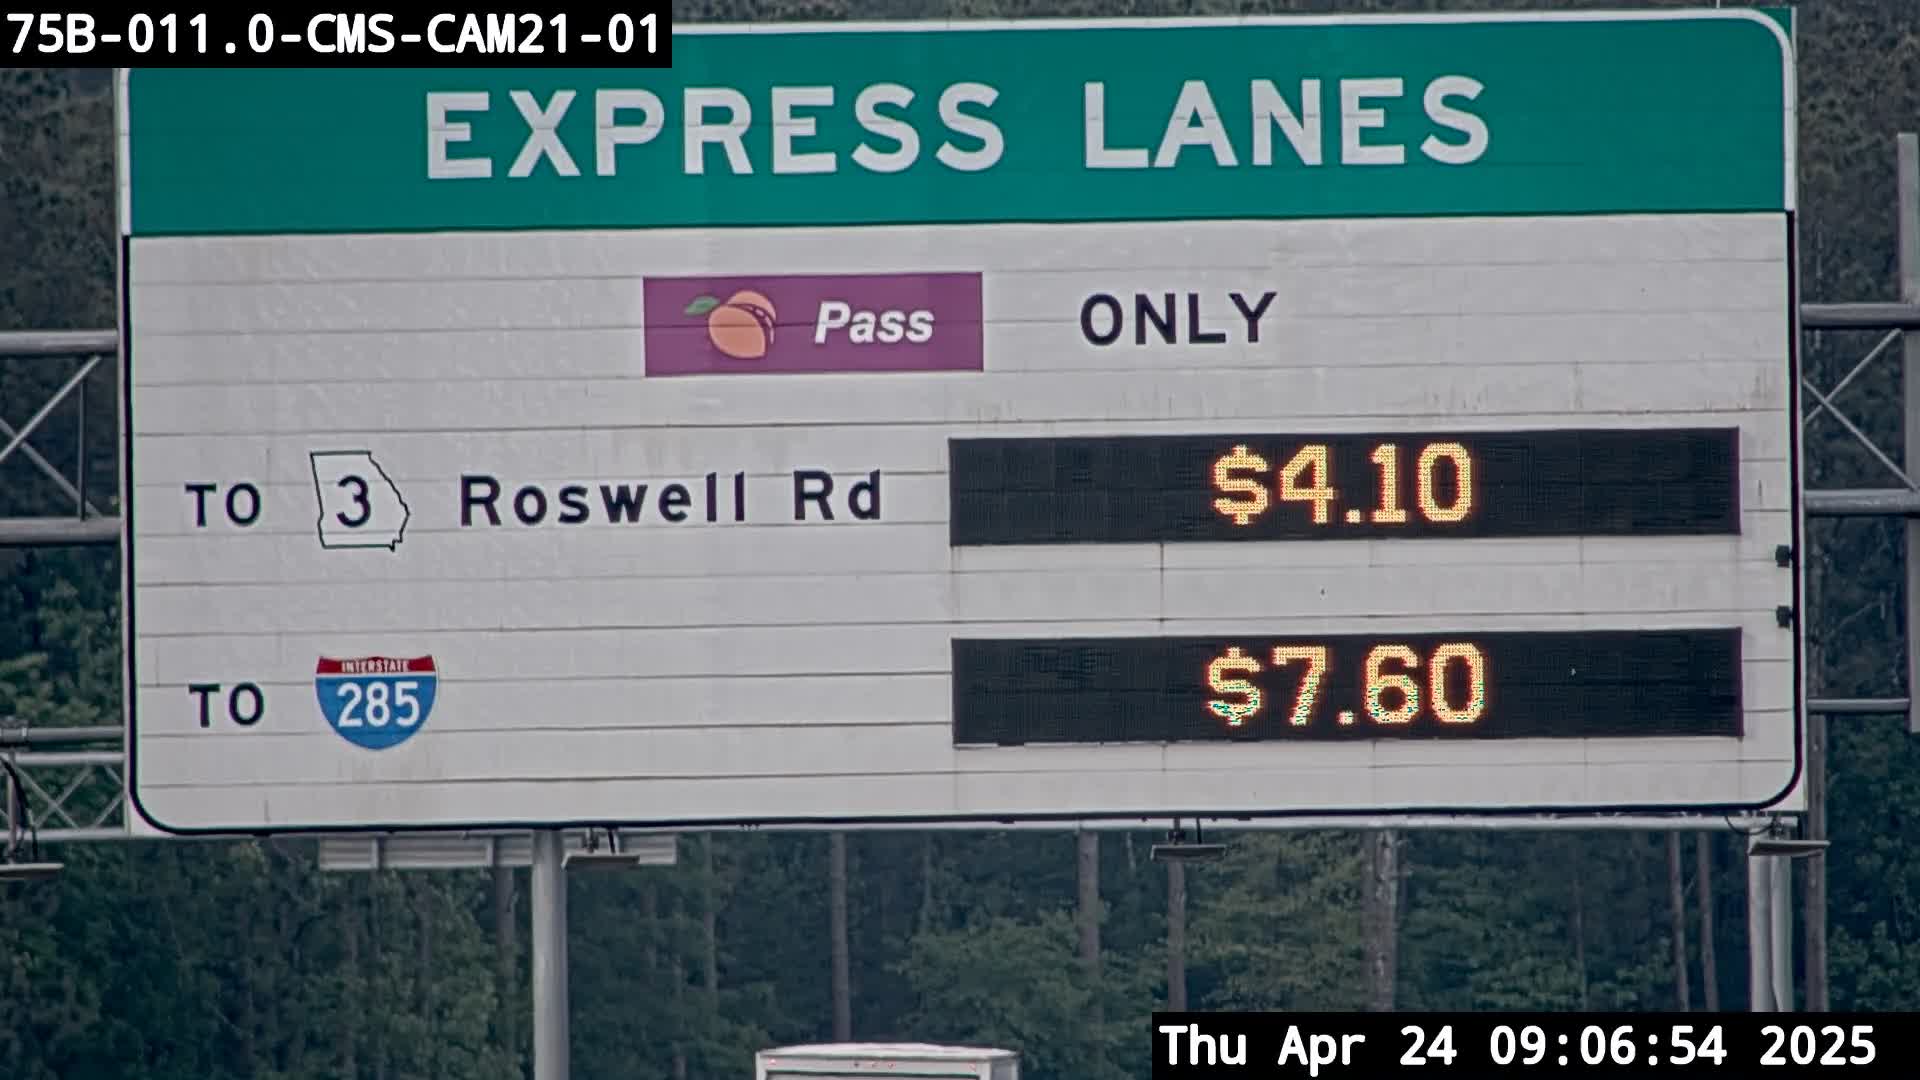 75B-011.0-CMS-CAM21-01
EXPRESS LANES
Pass ONLY
TO 3 Roswell Rd $4.10
TO INTERSTATE 285 $7.60
Thu Apr 24 09:06:54 2025